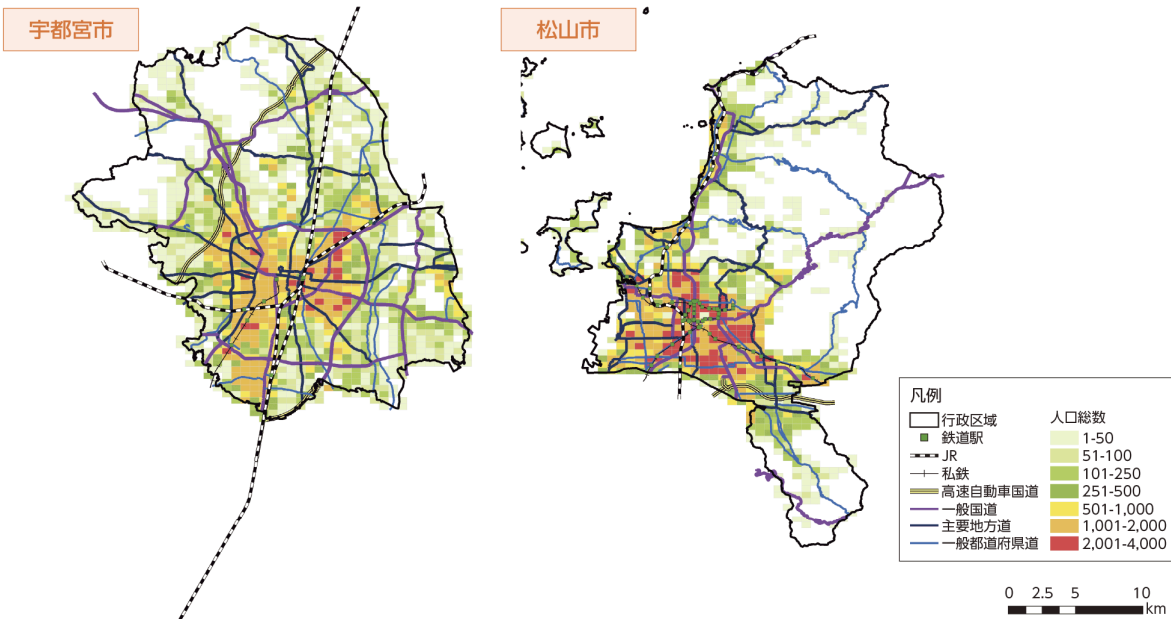 宇都宮市
松山市
凡例
行政区域
鉄道駅
JR
私鉄
高速自動車国道
一般国道
主要地方道
一般都道府県道
人口総数
1-50
51-100
101-250
251-500
501-1,000
1,001-2,000
2,001-4,000
0 2.5 5 10
km